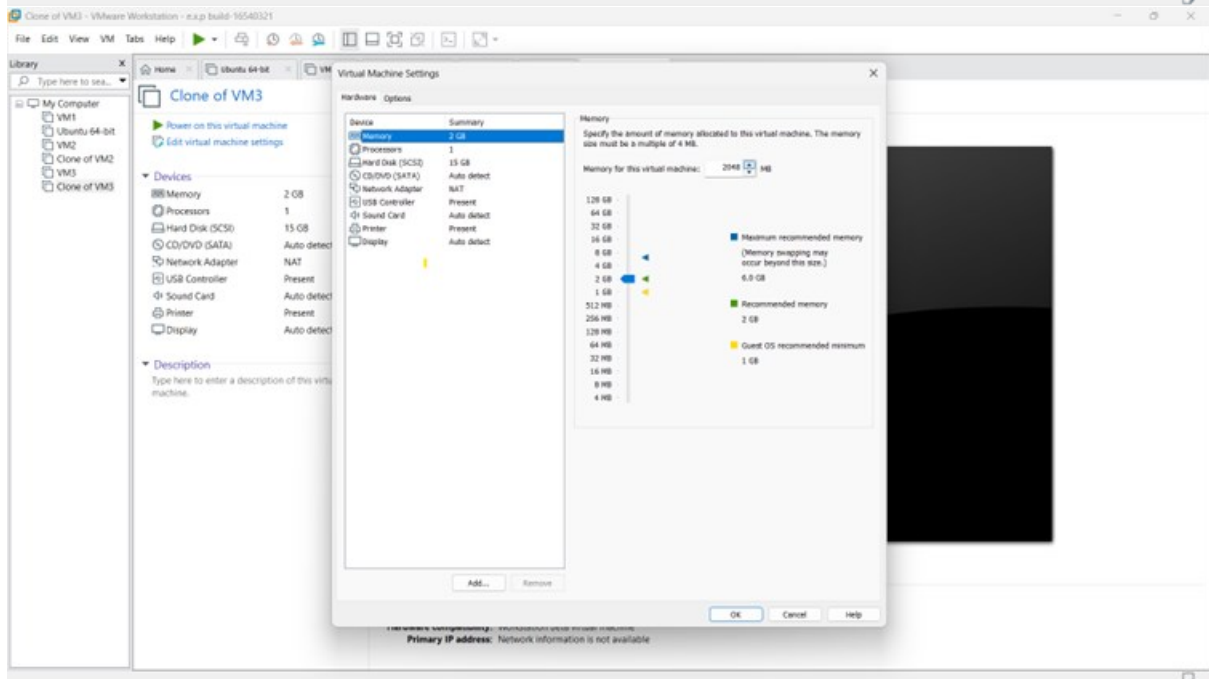 Clone of VM3 - VMware Workstation - e.x.p build-16540321
File Edit View VM Tabs Help
Library X
Type here to sea...
My Computer
VM1
Ubuntu 64-bit
VM2
Clone of VM2
VM3
Clone of VM3
Home Ubuntu 64-bit VM
Clone of VM3
Power on this virtual machine
Edit virtual machine settings
Devices
Memory 2 GB
Processors 1
Hard Disk (SCSI) 15 GB
CD/DVD (SATA) Auto detect
Network Adapter NAT
USB Controller Present
Sound Card Auto detect
Printer Present
Display Auto detect
Description
Type here to enter a description of this virtu
machine.
Virtual Machine Settings
Hardware Options
Device Summary
Memory 2 GB
Processors 1
Hard Disk (SCSI) 15 GB
CD/DVD (SATA) Auto detect
Network Adapter NAT
USB Controller Present
Sound Card Auto detect
Printer Present
Display Auto detect
Add... Remove
Memory
Specify the amount of memory allocated to this virtual machine. The memory
size must be a multiple of 4 MB.
Memory for this virtual machine: 2048 MB
128 GB
64 GB
32 GB
16 GB
8 GB
4 GB
2 GB
1 GB
512 MB
256 MB
128 MB
64 MB
32 MB
16 MB
8 MB
4 MB
Maximum recommended memory
(Memory swapping may
occur beyond this size.)
6.0 GB
Recommended memory
2 GB
Guest OS recommended minimum
1 GB
OK Cancel Help
Hardware compatibility: Workstation Beta virtual machine
Primary IP address: Network information is not available